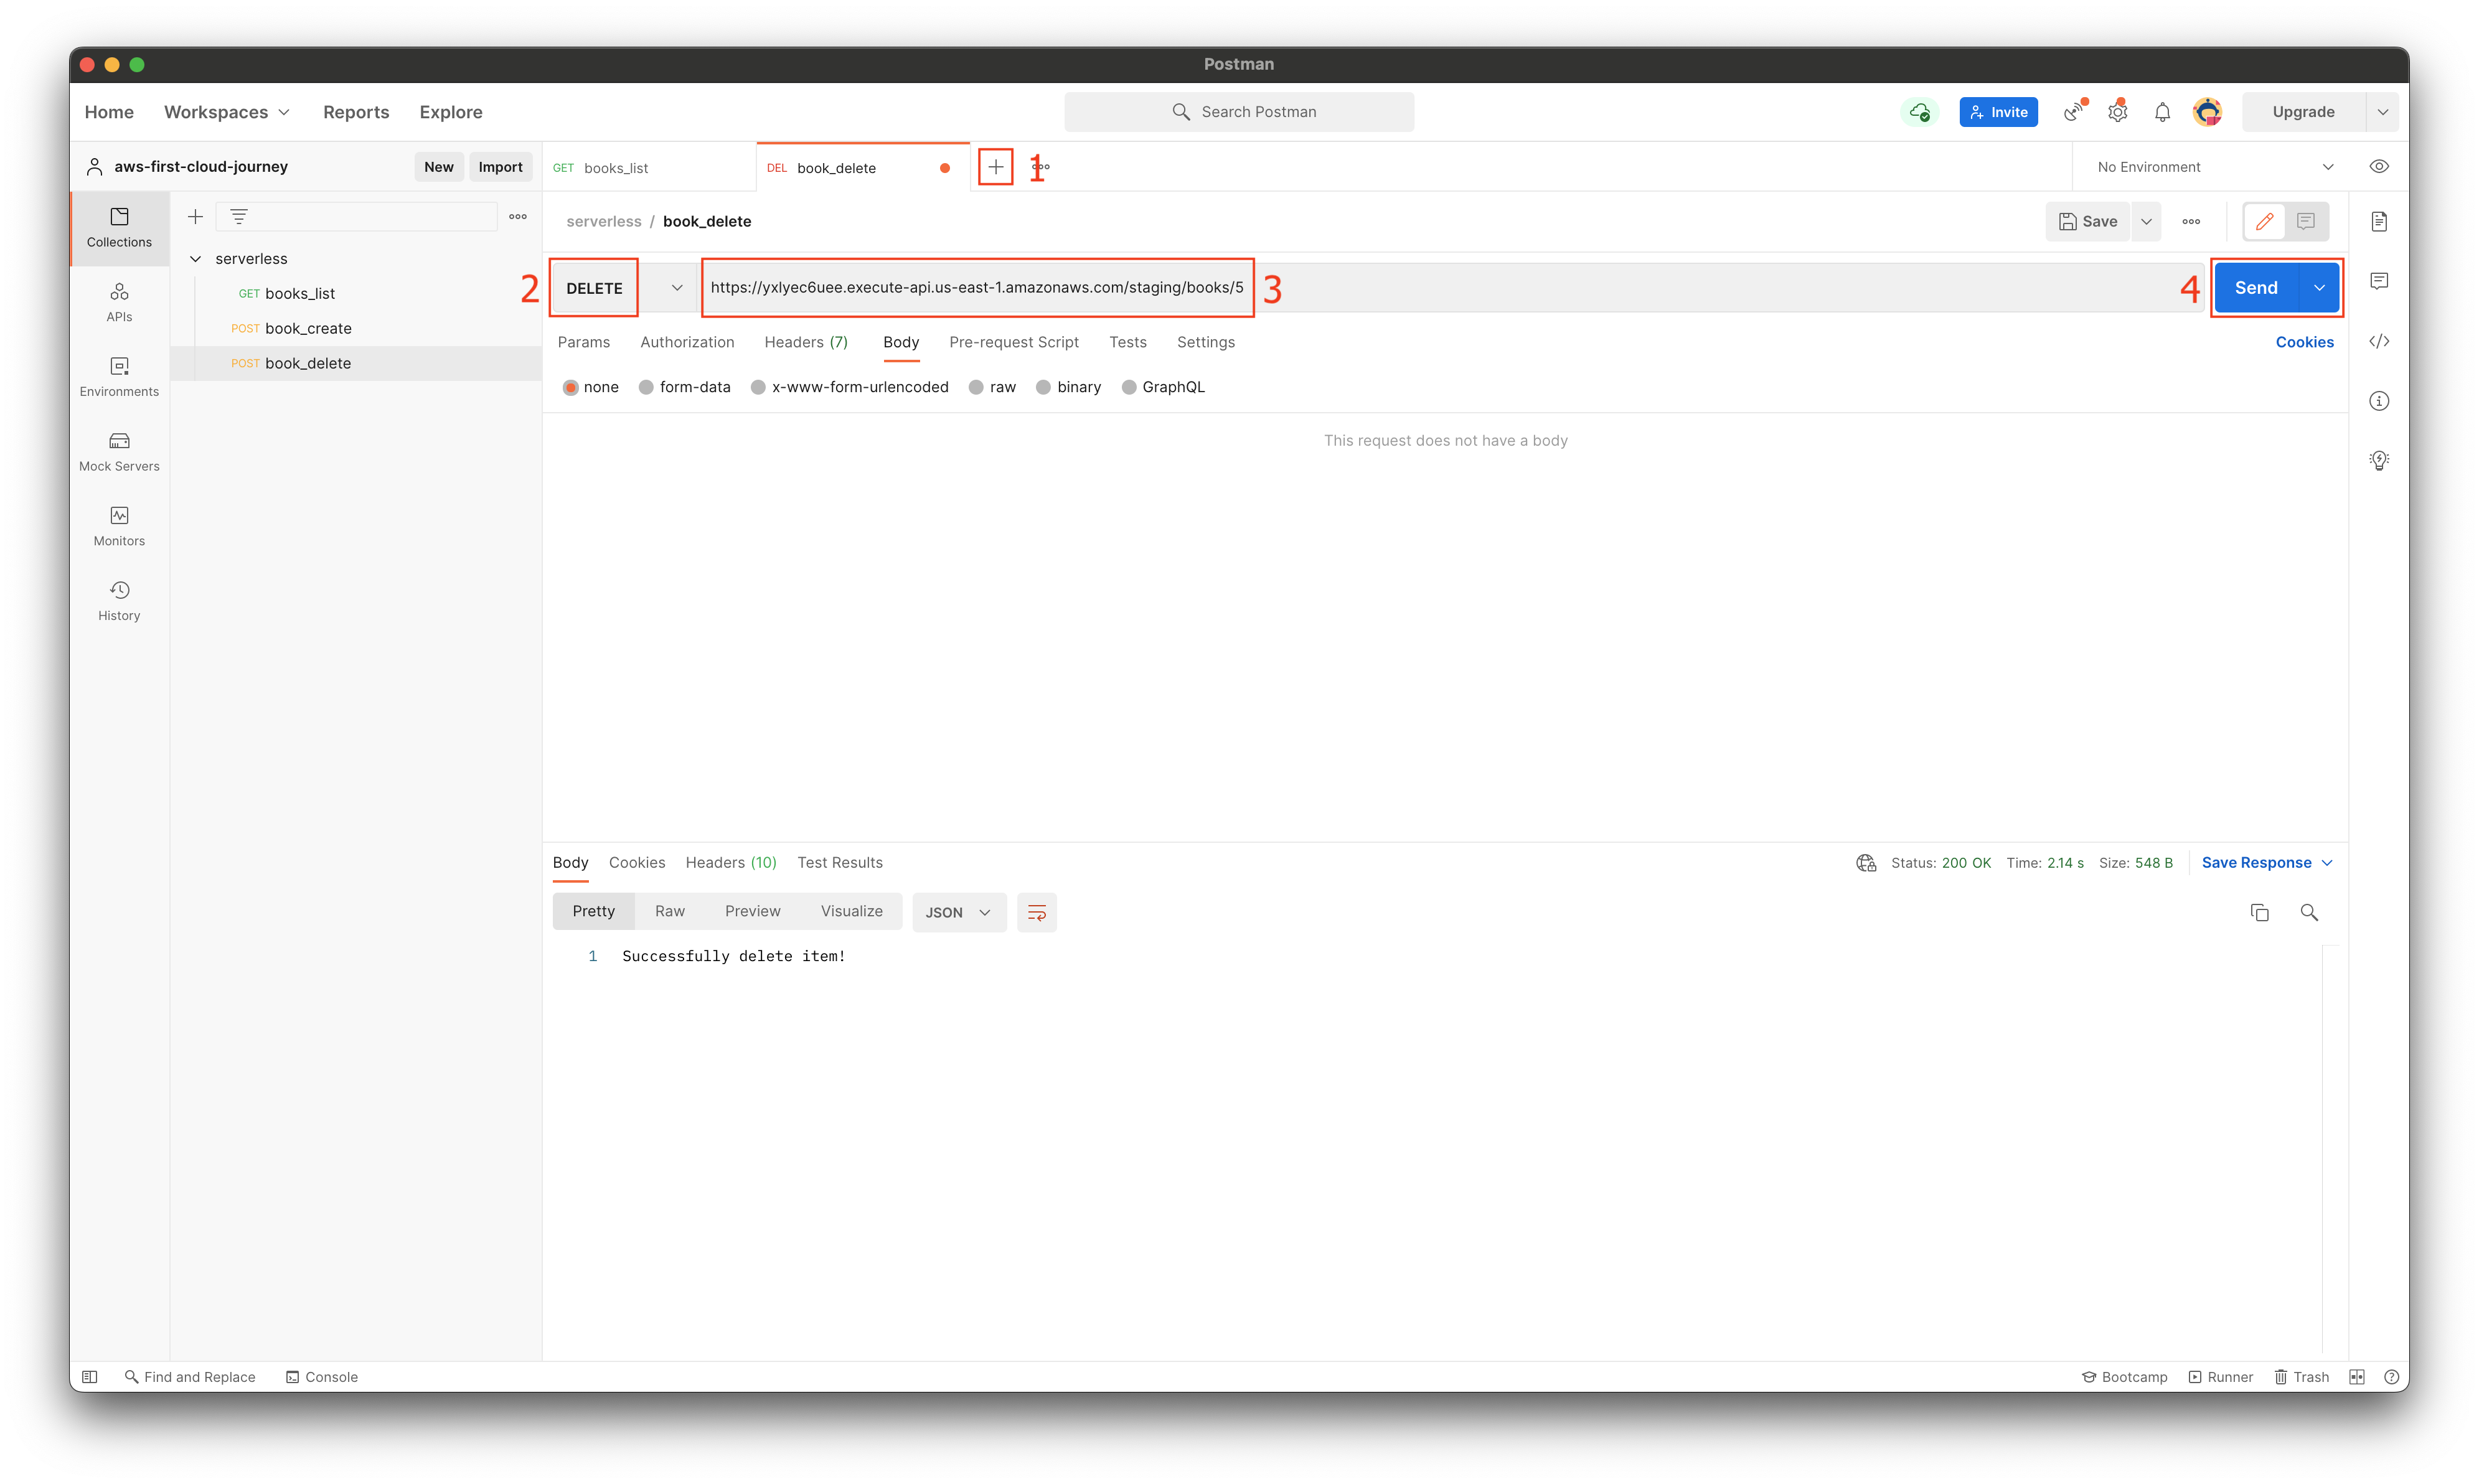 Postman
Home Workspaces Reports Explore Search Postman Invite Upgrade
aws-first-cloud-journey New Import GET books_list DEL book_delete 1 No Environment
Collections
serverless / book_delete Save
serverless
GET books_list
POST book_create
POST book_delete
APIs
Environments
Mock Servers
Monitors
History
2 DELETE https://yxlyec6uee.execute-api.us-east-1.amazonaws.com/staging/books/5 3 4 Send
Params Authorization Headers (7) Body Pre-request Script Tests Settings Cookies
none form-data x-www-form-urlencoded raw binary GraphQL
This request does not have a body
Body Cookies Headers (10) Test Results Status: 200 OK Time: 2.14 s Size: 548 B Save Response
Pretty Raw Preview Visualize JSON
1 Successfully delete item!
Find and Replace Console Bootcamp Runner Trash